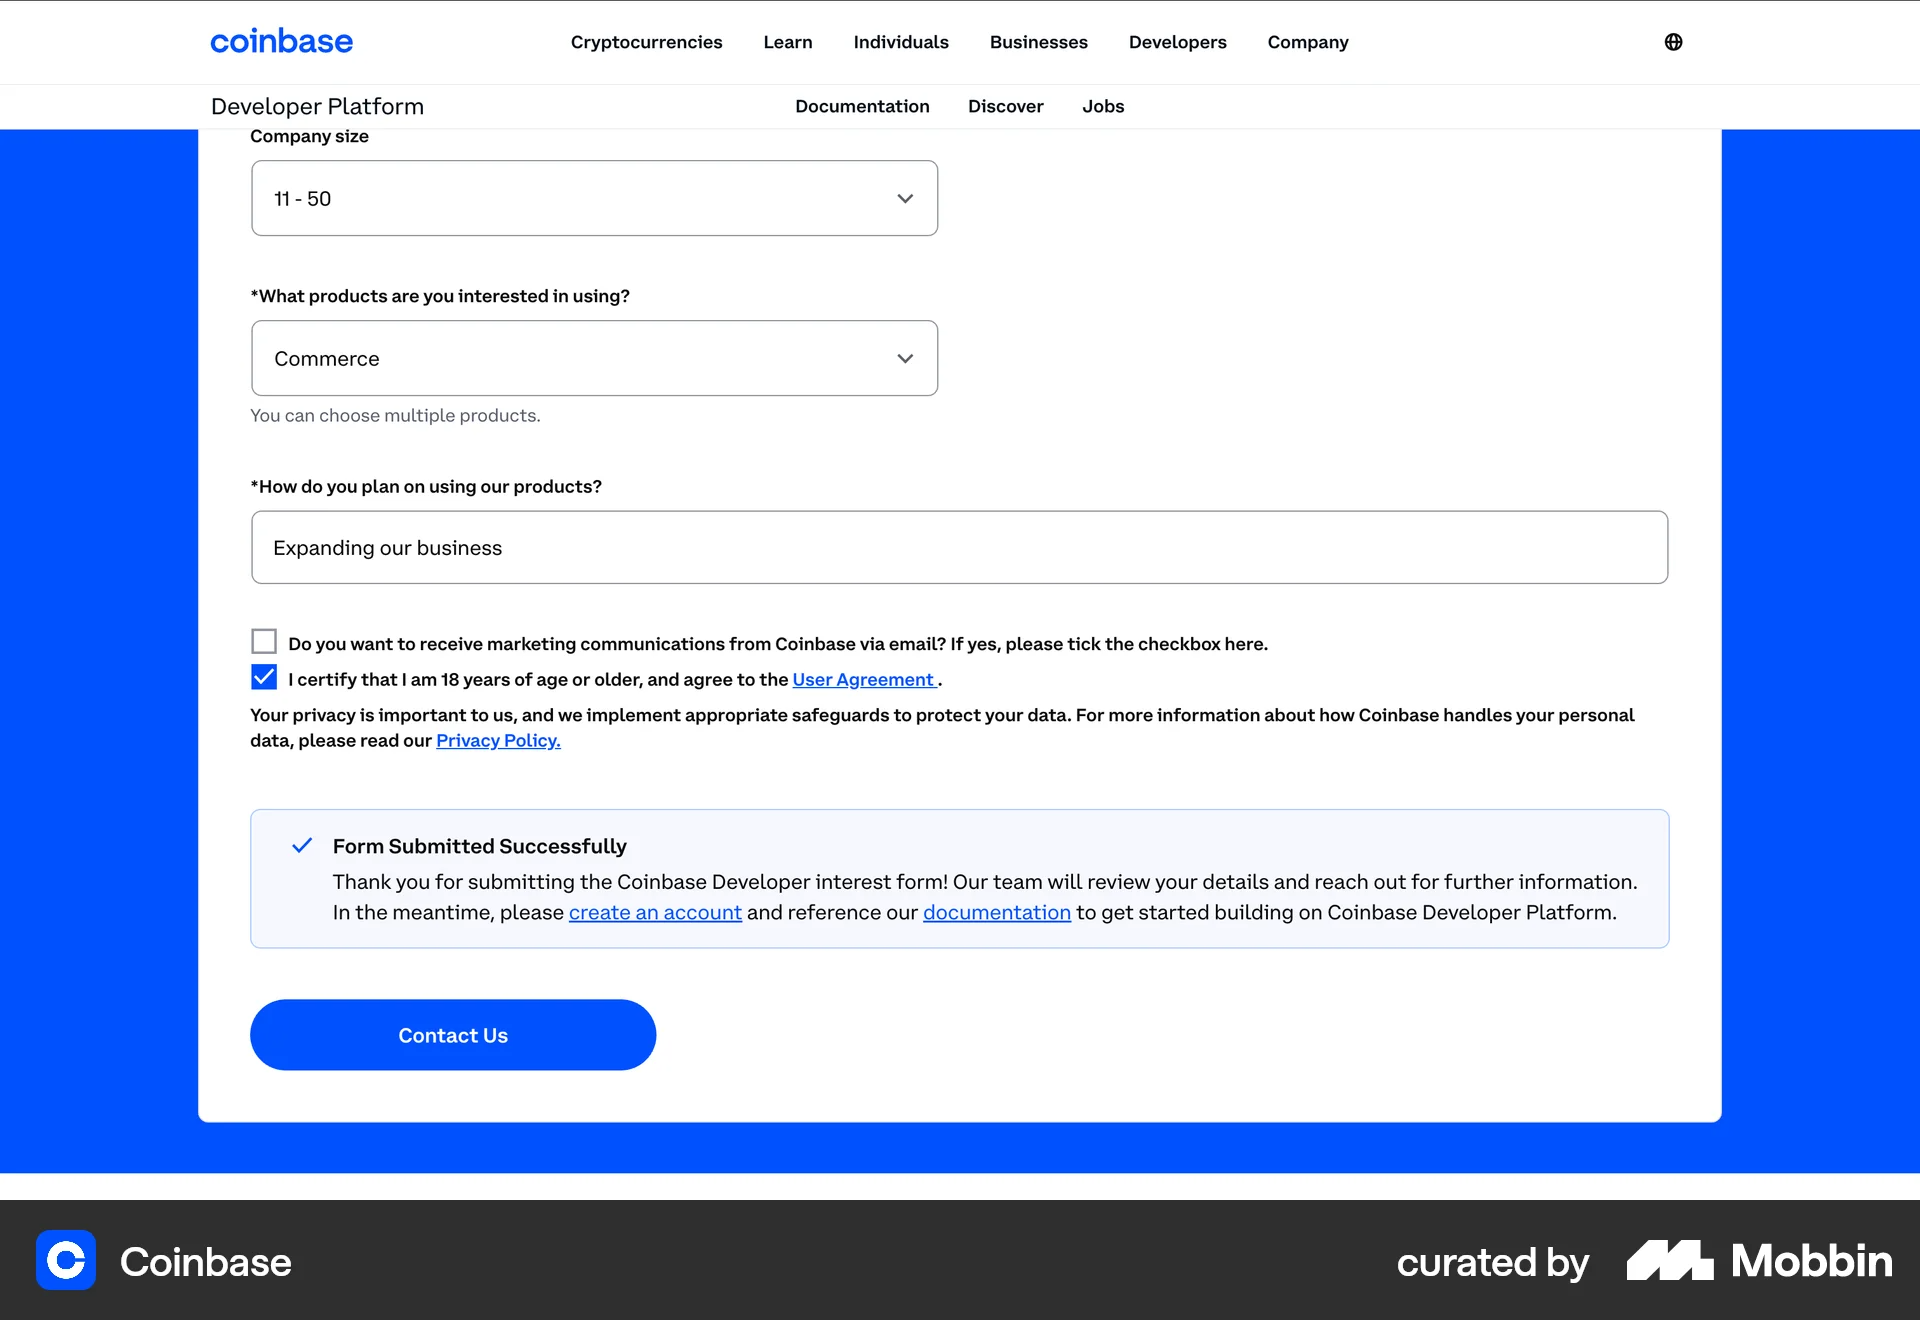 coinbase
Cryptocurrencies Learn Individuals Businesses Developers Company
Developer Platform
Documentation Discover Jobs
Company size
11 - 50
*What products are you interested in using?
Commerce
You can choose multiple products.
*How do you plan on using our products?
Expanding our business
Do you want to receive marketing communications from Coinbase via email? If yes, please tick the checkbox here.
I certify that I am 18 years of age or older, and agree to the User Agreement .
Your privacy is important to us, and we implement appropriate safeguards to protect your data. For more information about how Coinbase handles your personal
data, please read our Privacy Policy.
Form Submitted Successfully
Thank you for submitting the Coinbase Developer interest form! Our team will review your details and reach out for further information.
In the meantime, please create an account and reference our documentation to get started building on Coinbase Developer Platform.
Contact Us
Coinbase
curated by Mobbin